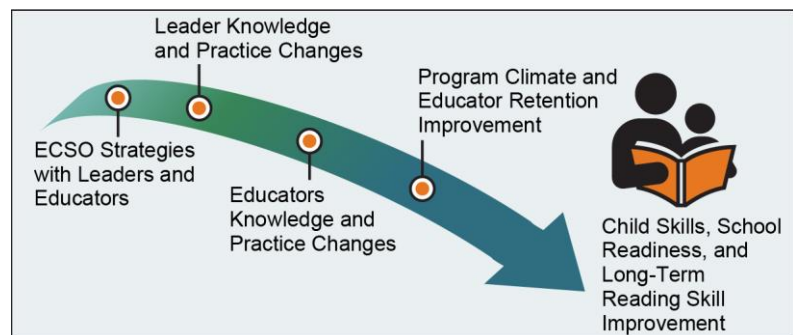 Leader Knowledge
and Practice Changes
ECSO Strategies
with Leaders and
Educators
Educators
Knowledge and
Practice Changes
Program Climate and
Educator Retention
Improvement
Child Skills, School
Readiness, and
Long-Term
Reading Skill
Improvement